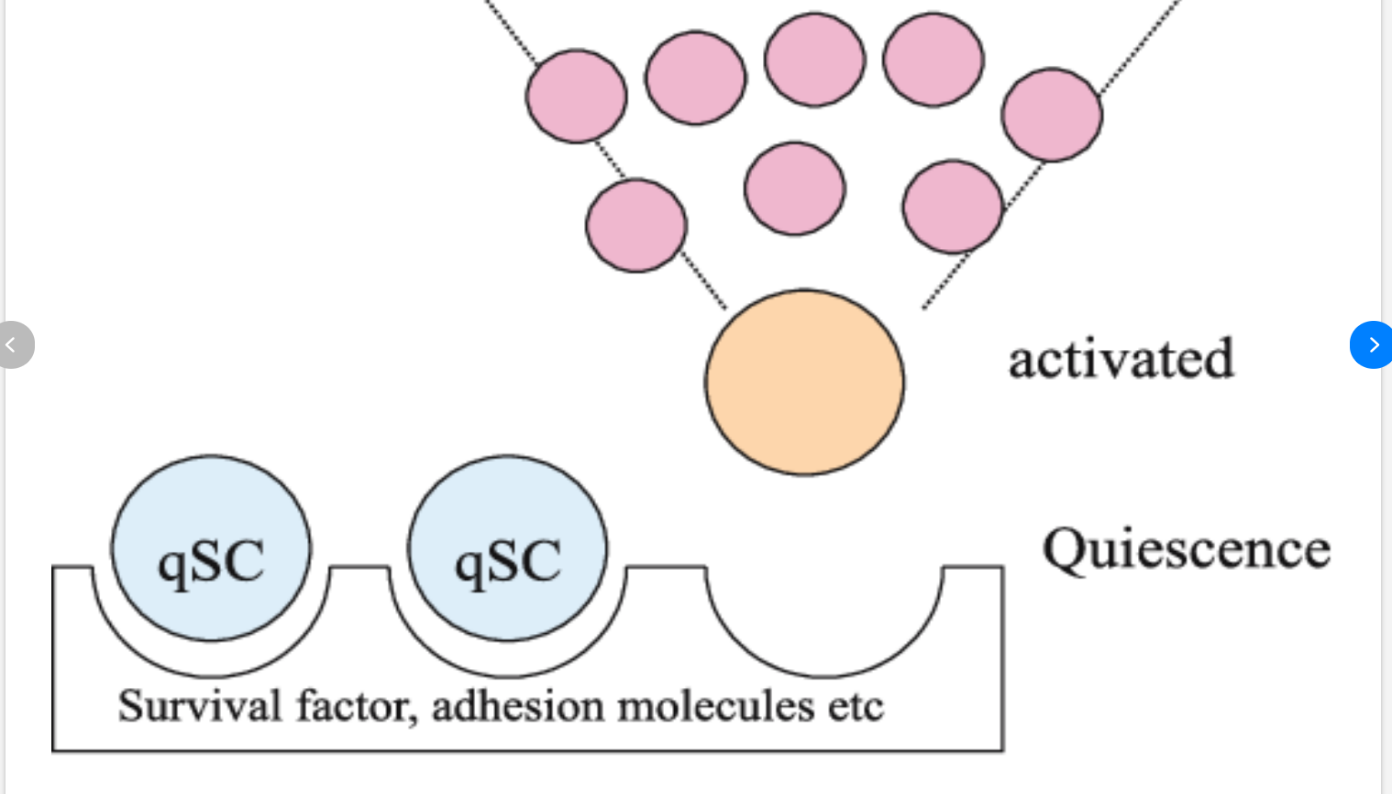 activated
qSC
qSC
Quiescence
Survival factor, adhesion molecules etc